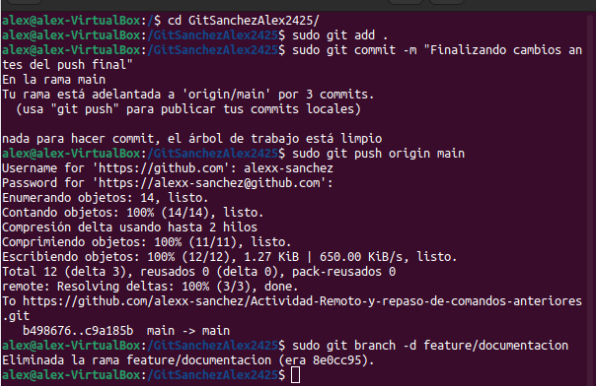 alex@alex-VirtualBox:/$ cd GitSanchezAlex2425/
alex@alex-VirtualBox:/GitSanchezAlex2425$ sudo git add .
alex@alex-VirtualBox:/GitSanchezAlex2425$ sudo git commit -m "Finalizando cambios an
tes del push final"
En la rama main
Tu rama está adelantada a 'origin/main' por 3 commits.
  (usa "git push" para publicar tus commits locales)

nada para hacer commit, el árbol de trabajo está limpio
alex@alex-VirtualBox:/GitSanchezAlex2425$ sudo git push origin main
Username for 'https://github.com': alexx-sanchez
Password for 'https://alexx-sanchez@github.com':
Enumerando objetos: 14, listo.
Contando objetos: 100% (14/14), listo.
Compresión delta usando hasta 2 hilos
Comprimiendo objetos: 100% (11/11), listo.
Escribiendo objetos: 100% (12/12), 1.27 KiB | 650.00 KiB/s, listo.
Total 12 (delta 3), reusados 0 (delta 0), pack-reusados 0
remote: Resolving deltas: 100% (3/3), done.
To https://github.com/alexx-sanchez/Actividad-Remoto-y-repaso-de-comandos-anteriores
.git
   b498676..c9a185b  main -> main
alex@alex-VirtualBox:/GitSanchezAlex2425$ sudo git branch -d feature/documentacion
Eliminada la rama feature/documentacion (era 8e0cc95).
alex@alex-VirtualBox:/GitSanchezAlex2425$